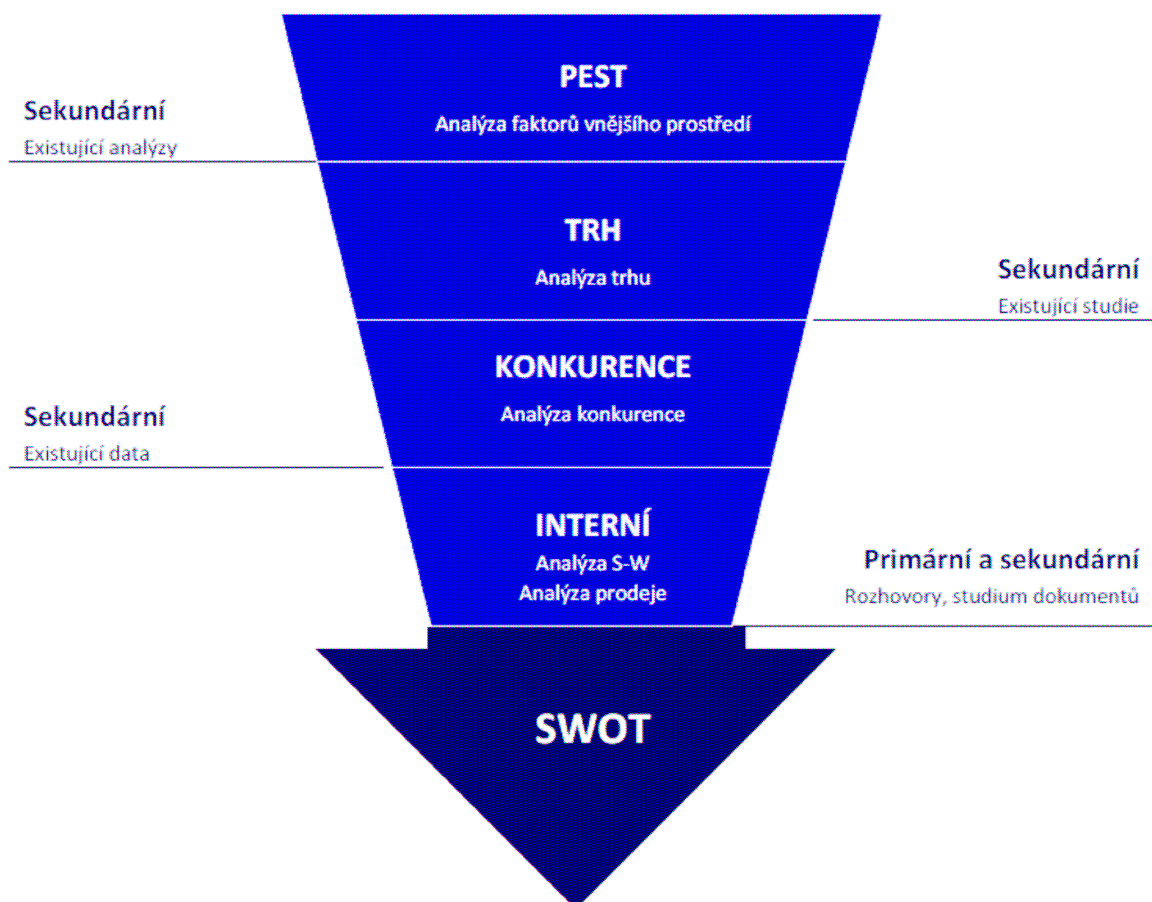 PEST
Analýza faktorů vnějšího prostředí
Sekundární
Existující analýzy
TRH
Analýza trhu
Sekundární
Existující studie
KONKURENCE
Analýza konkurence
Sekundární
Existující data
INTERNÍ
Analýza S-W
Analýza prodeje
Primární a sekundární
Rozhovory, studium dokumentů
SWOT